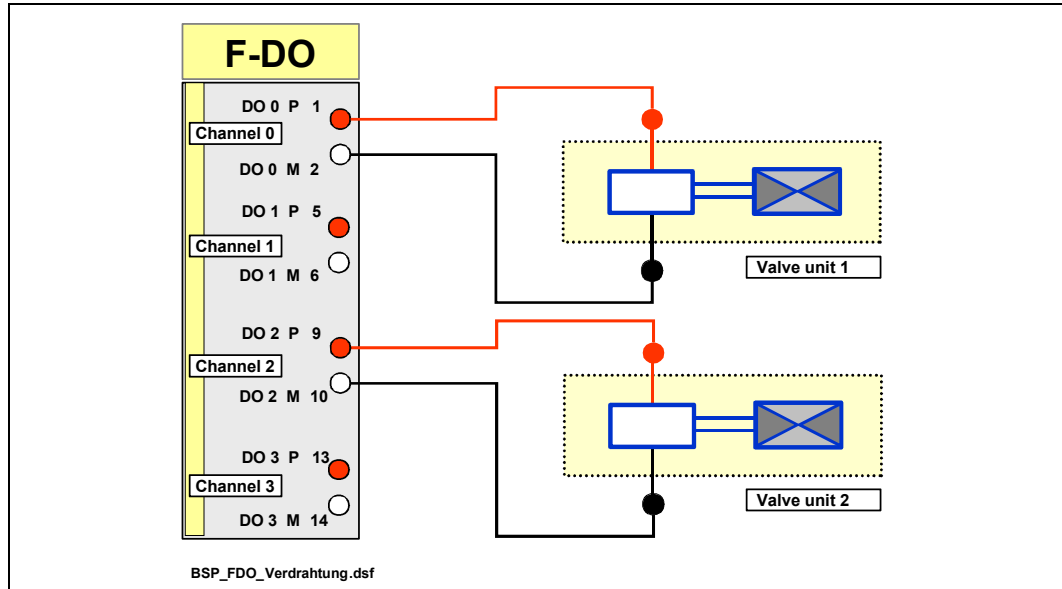 F-DO
DO 0 P 1
Channel 0
DO 0 M 2
DO 1 P 5
Channel 1
DO 1 M 6
DO 2 P 9
Channel 2
DO 2 M 10
DO 3 P 13
Channel 3
DO 3 M 14
Valve unit 1
Valve unit 2
BSP_FDO_Verdrahtung.dsf